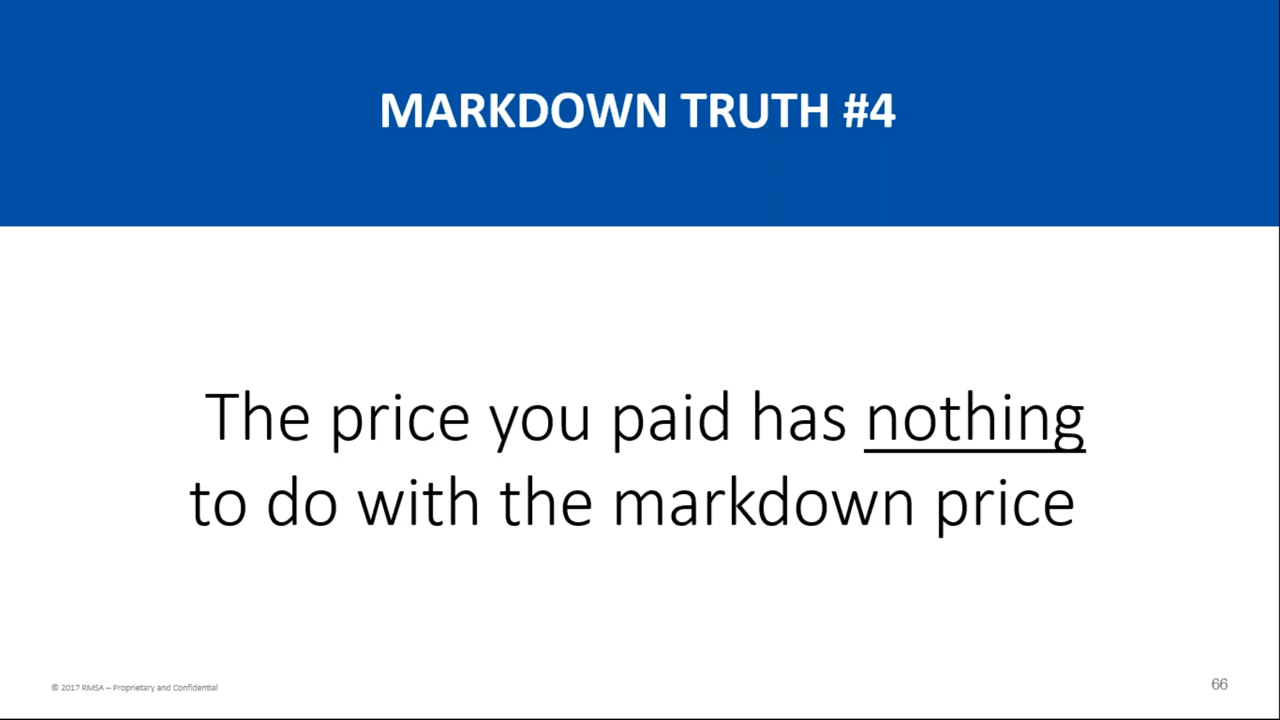 MARKDOWN TRUTH #4
The price you paid has nothing
to do with the markdown price
© 2017 RMSA – Proprietary and Confidential
66